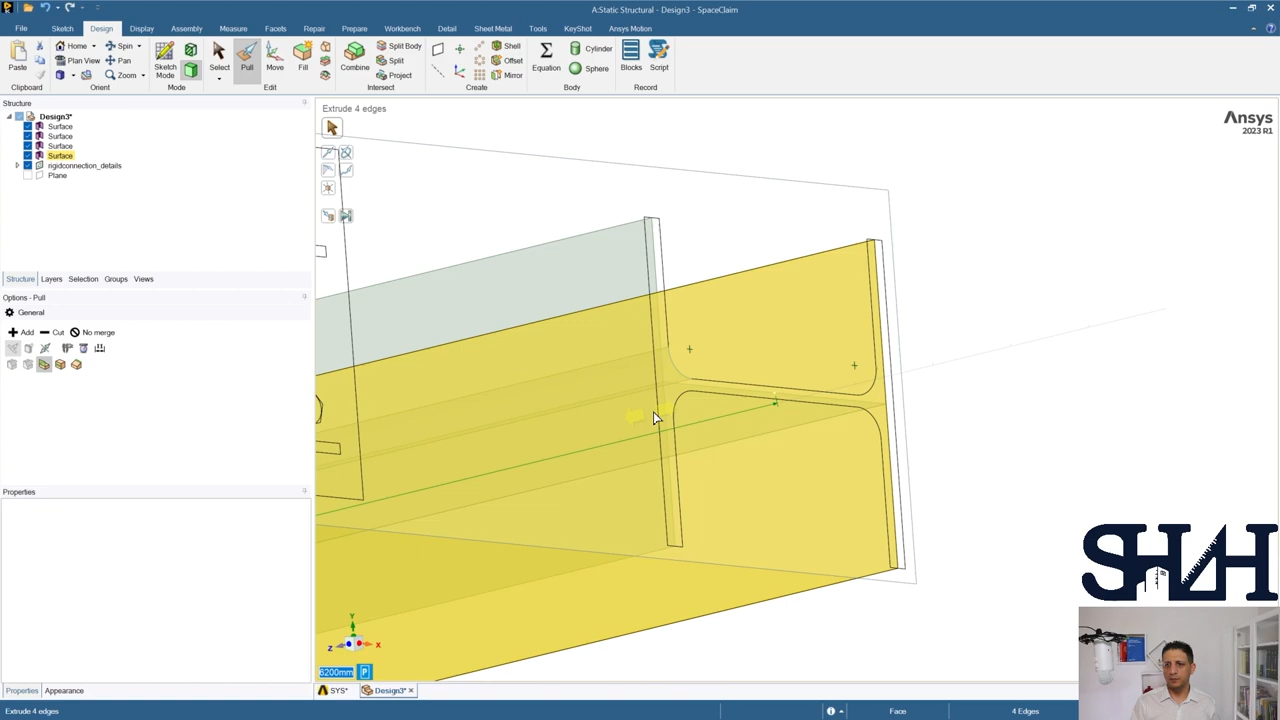 A:Static Structural - Design3 - SpaceClaim
File Sketch Design Display Assembly Measure Facets Repair Prepare Workbench Detail Sheet Metal Tools KeyShot Ansys Motion
Paste
Clipboard
Home Spin
Plan View Pan
Zoom
Orient
Sketch Mode
Mode
Select Pull Move Fill
Edit
Combine
Split Body
Split
Project
Intersect
Shell
Offset
Mirror
Create
Equation
Cylinder
Sphere
Body
Blocks Script
Record
Structure
Design3*
Surface
Surface
Surface
Surface
rigidconnection_details
Plane
Structure Layers Selection Groups Views
Options - Pull
General
Add Cut No merge
Properties
Properties Appearance
Extrude 4 edges
Ansys
2023 R1
Y
Z X
6200mm P
SYS* Design3*
Extrude 4 edges Face 4 Edges